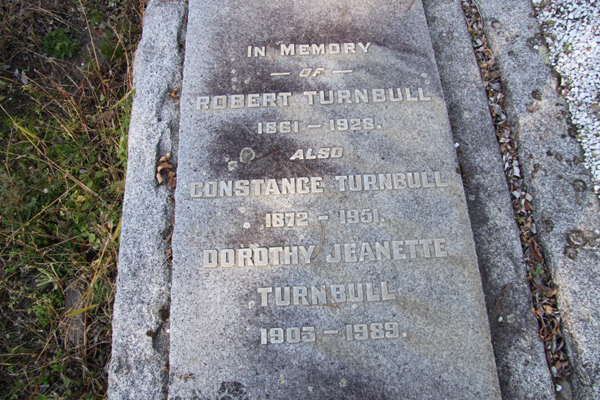 IN MEMORY
— OF —
ROBERT TURNBULL
1861 – 1928.
ALSO
CONSTANCE TURNBULL
1872 – 1951.
DOROTHY JEANETTE
TURNBULL
1903 – 1989.